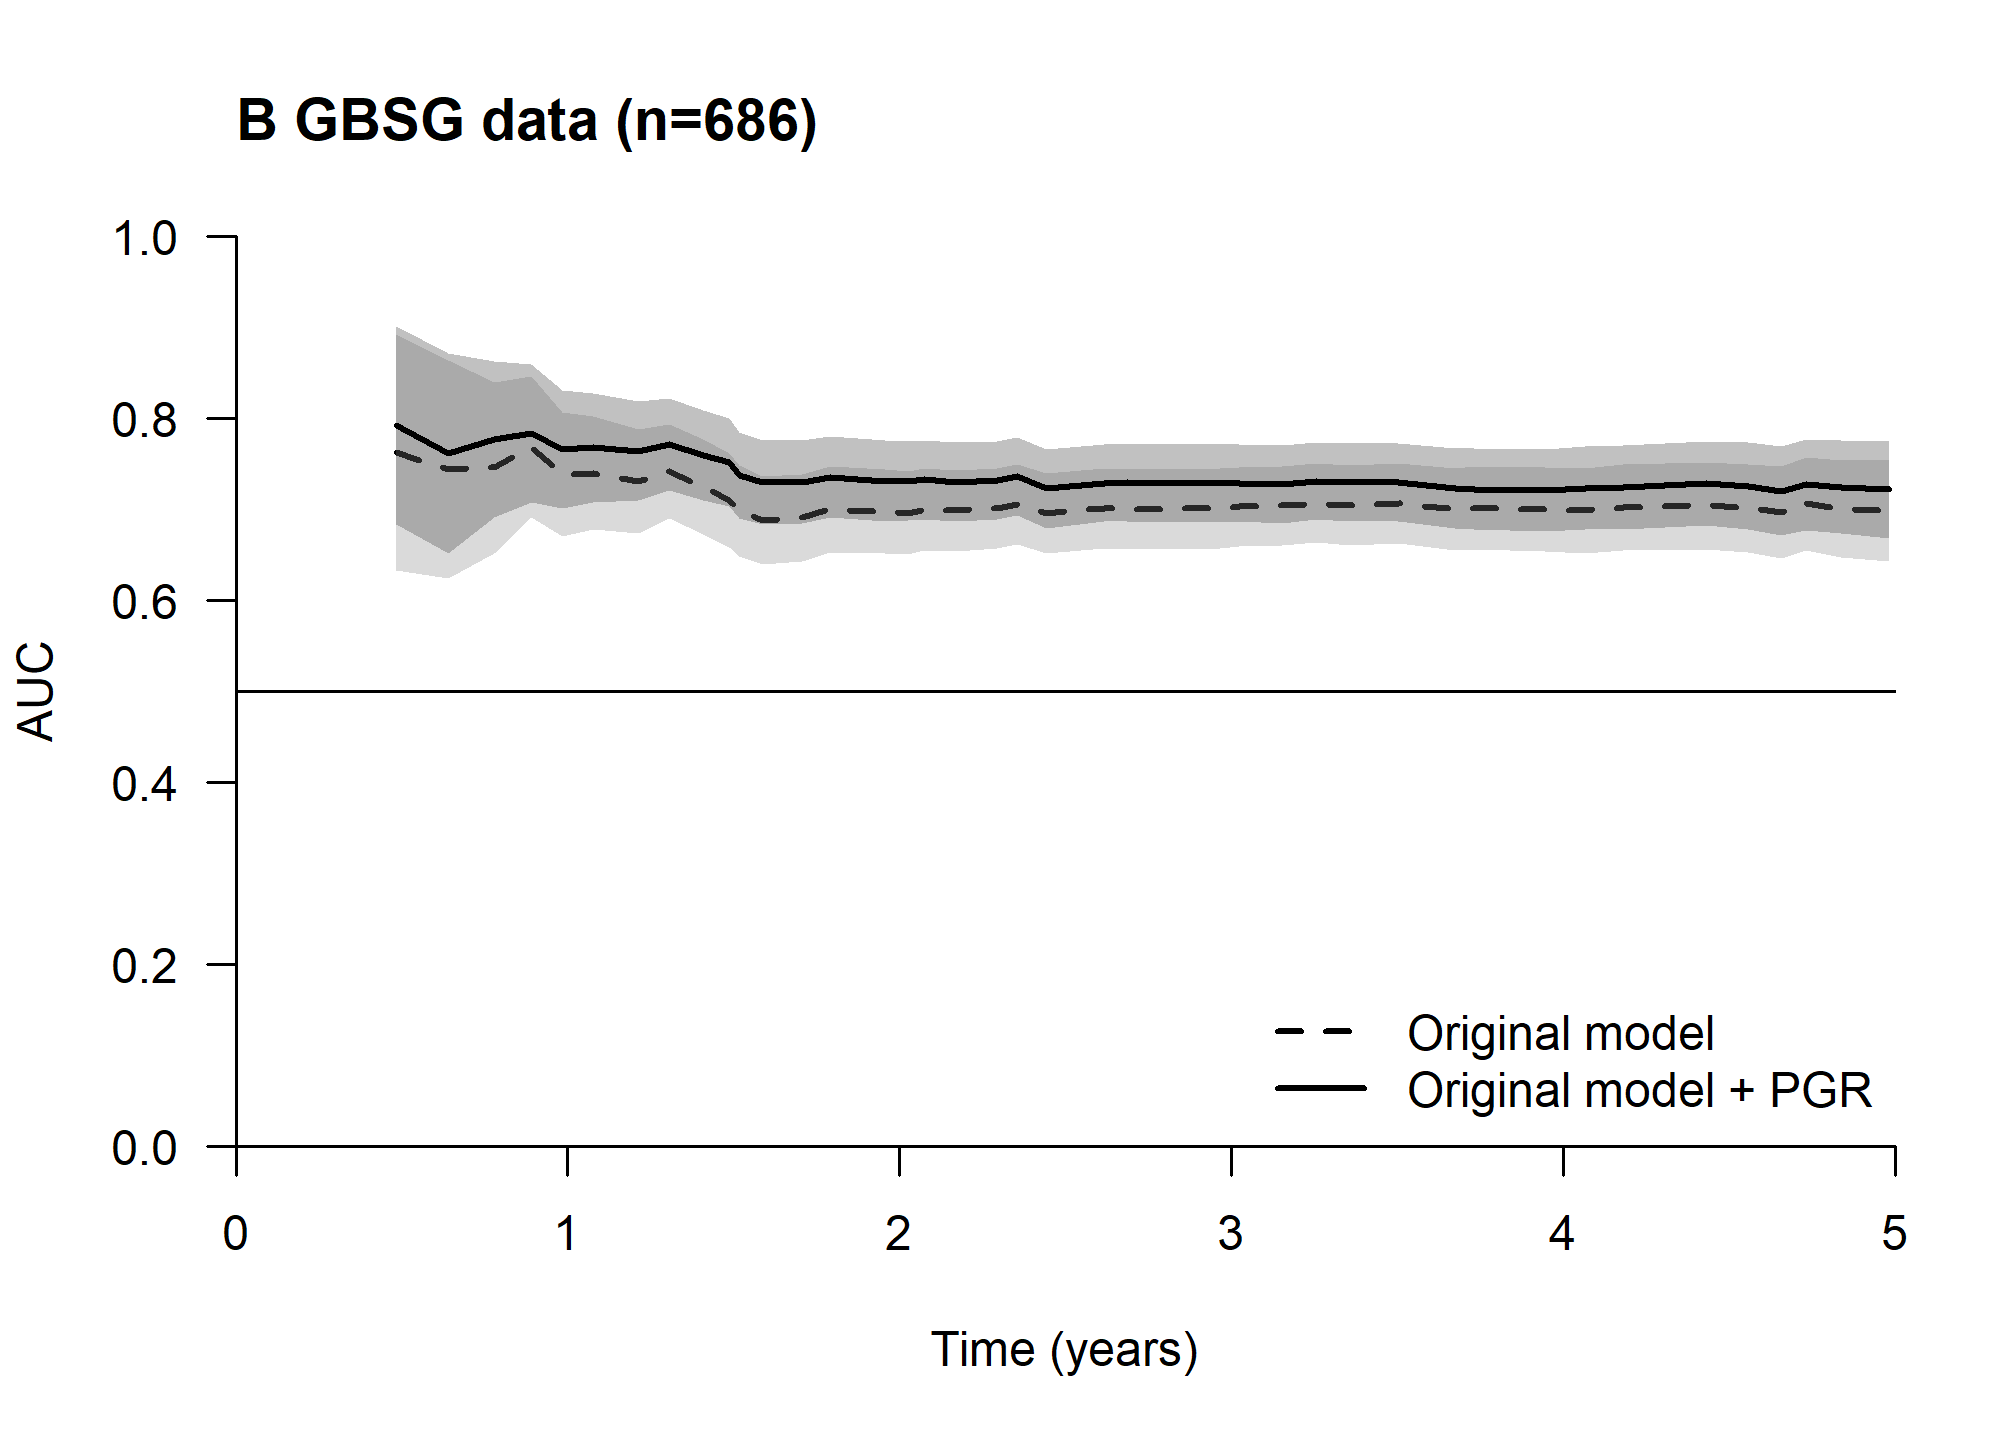 B GBSG data (n=686)
1.0
0.8
0.6
0.4
0.2
0.0
AUC
Original model
Original model + PGR
0 1 2 3 4 5
Time (years)